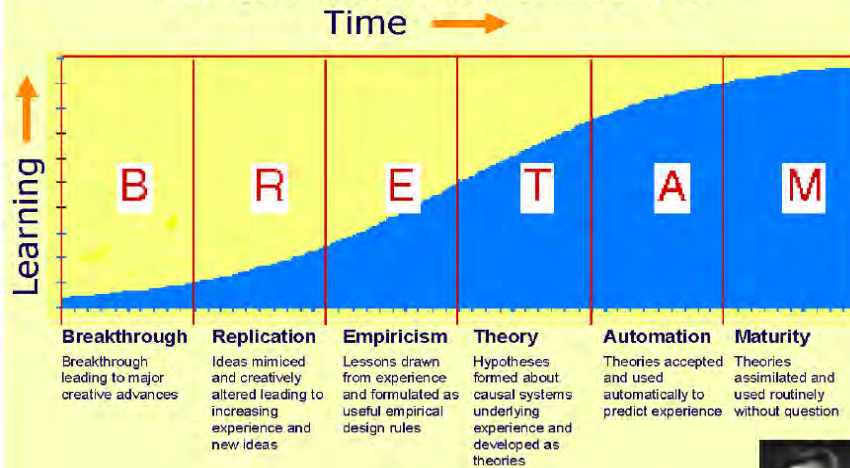 Time
Learning
B R E T A M
Breakthrough
Breakthrough
leading to major
creative advances
Replication
Ideas mimiced
and creatively
altered leading to
increasing
experience and
new ideas
Empiricism
Lessons drawn
from experience
and formulated as
useful empirical
design rules
Theory
Hypotheses
formed about
causal systems
underlying
experience and
developed as
theories
Automation
Theories accepted
and used
automatically to
predict experience
Maturity
Theories
assimilated and
used routinely
without question